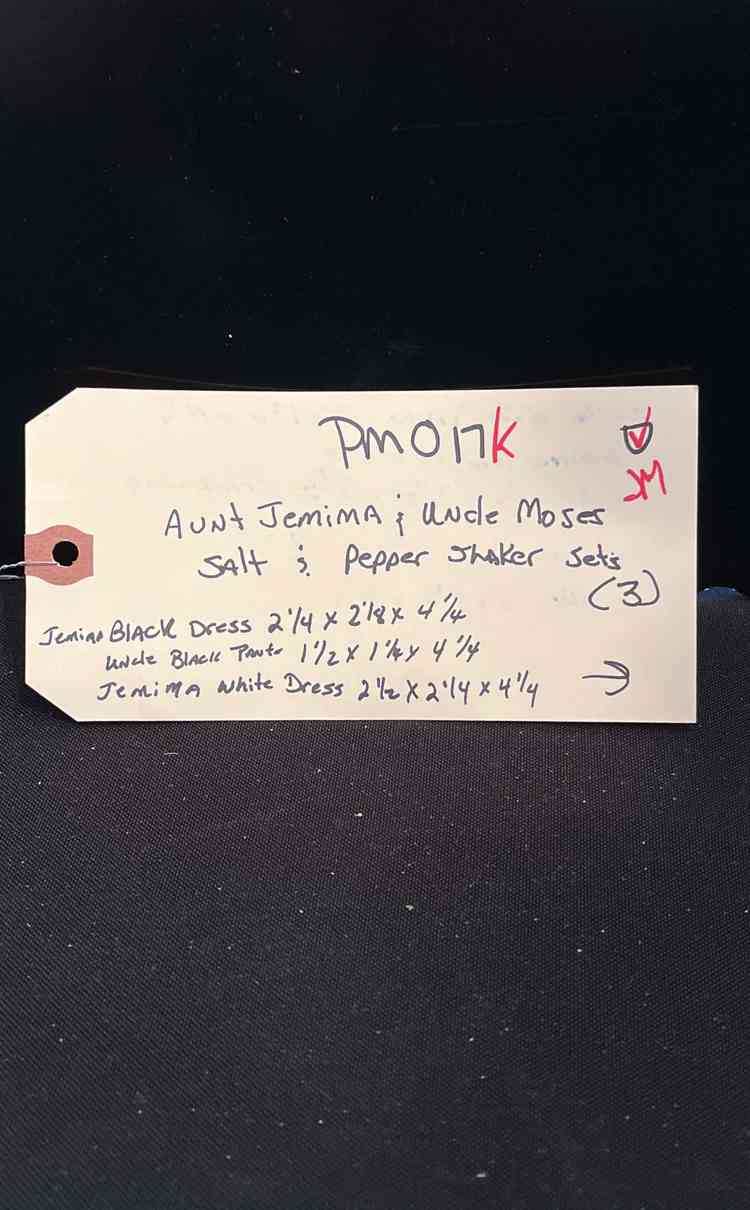 PM017K
JM
Aunt Jemima & Uncle Moses
Salt & Pepper Shaker Sets
(3)
Jemima Black Dress 2 1/4 x 2 1/8 x 4 1/4
Uncle Black Pants 1 1/2 x 1 1/4 x 4 1/4
Jemima White Dress 2 1/2 x 2 1/4 x 4 1/4 →